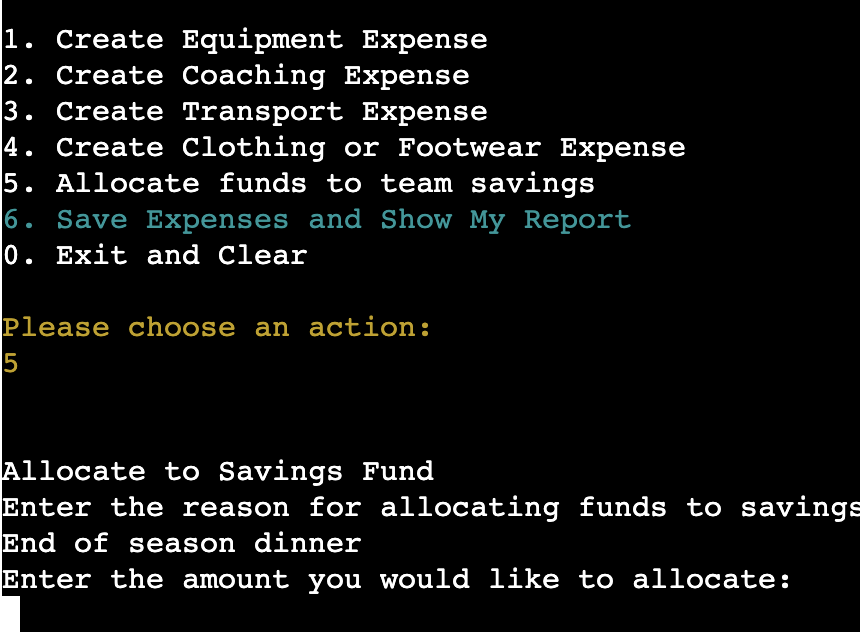 1. Create Equipment Expense
2. Create Coaching Expense
3. Create Transport Expense
4. Create Clothing or Footwear Expense
5. Allocate funds to team savings
6. Save Expenses and Show My Report
0. Exit and Clear
Please choose an action:
5
Allocate to Savings Fund
Enter the reason for allocating funds to savings
End of season dinner
Enter the amount you would like to allocate: